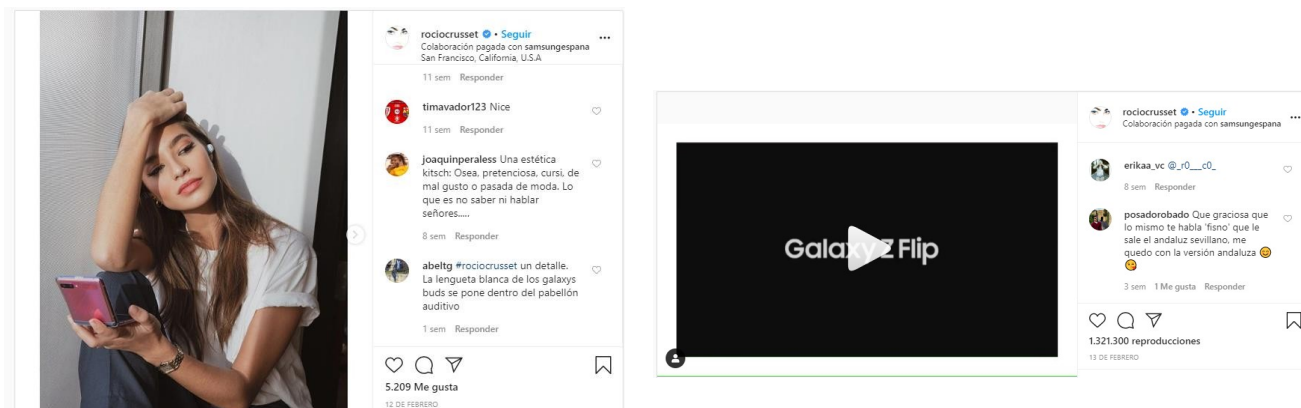 rociocrusset • Seguir
Colaboración pagada con samsungespana
San Francisco, California, U.S.A
11 sem Responder
timavador123 Nice
11 sem Responder
joaquinperaless Una estética
kitsch: Osea, pretenciosa, cursi, de
mal gusto o pasada de moda. Lo
que es no saber ni hablar
señores.....
8 sem Responder
abeltg #rociocrusset un detalle.
La lengueta blanca de los galaxys
buds se pone dentro del pabellón
auditivo
1 sem Responder
5.209 Me gusta
12 DE FEBRERO
Galaxy Z Flip
rociocrusset • Seguir
Colaboración pagada con samsungespana
erikaa_vc @_r0___c0_
8 sem Responder
posadorobado Que graciosa que
lo mismo te habla 'fisno' que le
sale el andaluz sevillano, me
quedo con la versión andaluza
3 sem 1 Me gusta Responder
1.321.300 reproducciones
13 DE FEBRERO